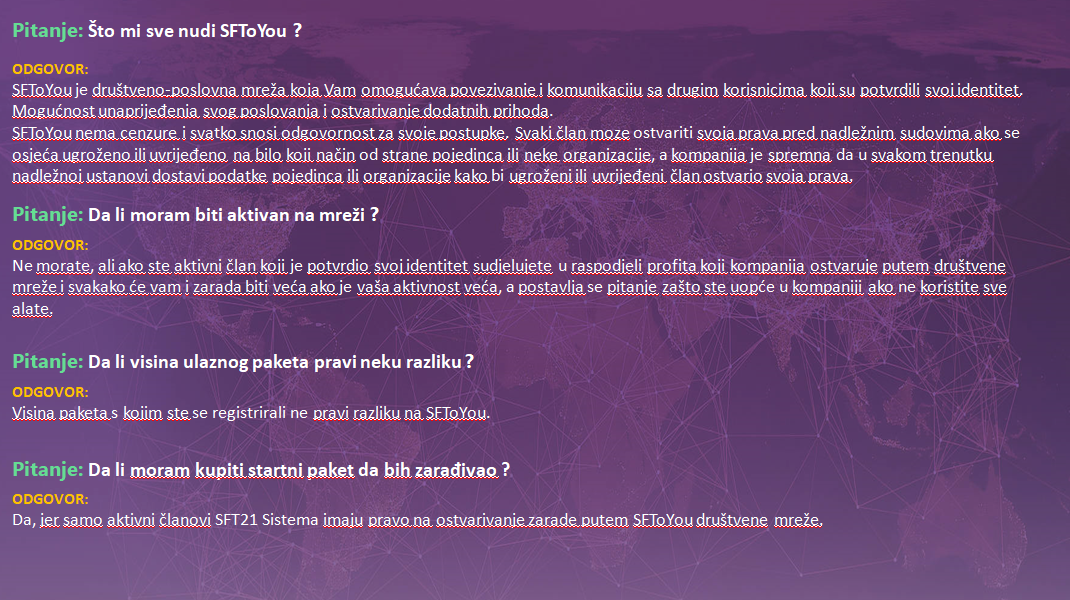 Pitanje: Što mi sve nudi SFToYou ?
ODGOVOR:
SFToYou je društveno-poslovna mreža koja Vam omogućava povezivanje i komunikaciju sa drugim korisnicima koji su potvrdili svoj identitet.
Mogućnost unaprijeđenja svog poslovanja i ostvarivanje dodatnih prihoda.
SFToYou nema cenzure i svatko snosi odgovornost za svoje postupke. Svaki član moze ostvariti svoja prava pred nadležnim sudovima ako se
osjeća ugroženo ili uvrijeđeno na bilo koji način od strane pojedinca ili neke organizacije, a kompanija je spremna da u svakom trenutku
nadležnoj ustanovi dostavi podatke pojedinca ili organizacije kako bi ugroženi ili uvrijeđeni član ostvario svoja prava.
Pitanje: Da li moram biti aktivan na mreži ?
ODGOVOR:
Ne morate, ali ako ste aktivni član koji je potvrdio svoj identitet sudjelujete u raspodjeli profita koji kompanija ostvaruje putem društvene
mreže i svakako će vam i zarada biti veća ako je vaša aktivnost veća, a postavlja se pitanje zašto ste uopće u kompaniji ako ne koristite sve
alate.
Pitanje: Da li visina ulaznog paketa pravi neku razliku ?
ODGOVOR:
Visina paketa s kojim ste se registrirali ne pravi razliku na SFToYou.
Pitanje: Da li moram kupiti startni paket da bih zarađivao ?
ODGOVOR:
Da, jer samo aktivni članovi SFT21 Sistema imaju pravo na ostvarivanje zarade putem SFToYou društvene mreže.